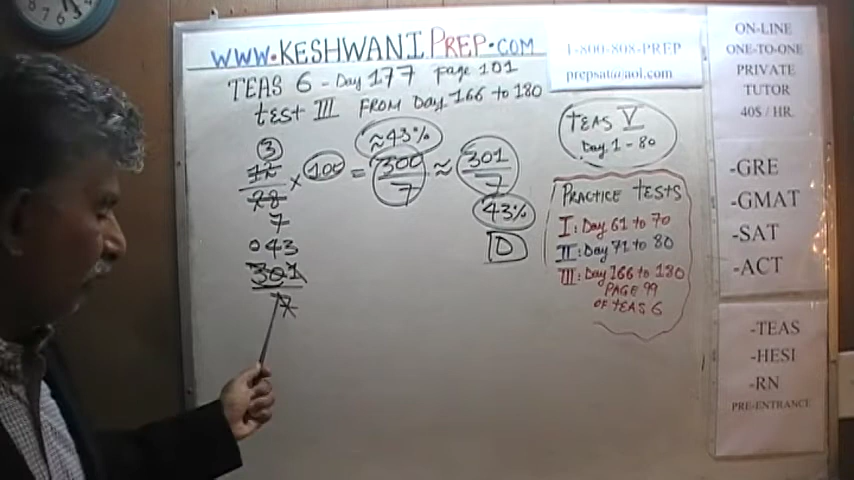 www.KESHWANIPREP.COM
TEAS 6 - Day 177 Page 101
test III FROM Day 166 to 180
1-800-808-PREP
prepsat@aol.com
ON-LINE
ONE-TO-ONE
PRIVATE
TUTOR
40$ / HR.
-GRE
-GMAT
-SAT
-ACT
-TEAS
-HESI
-RN
PRE-ENTRANCE
TEAS V
Day 1 - 80
PRACTICE tESTS
I: Day 61 to 70
II: Day 71 to 80
III: Day 166 to 180
PAGE 99
OF tEAS 6
≈43%
3
12
28
× 100 = 300/7 ≈ 301/7
7
43%
D
043
301
7